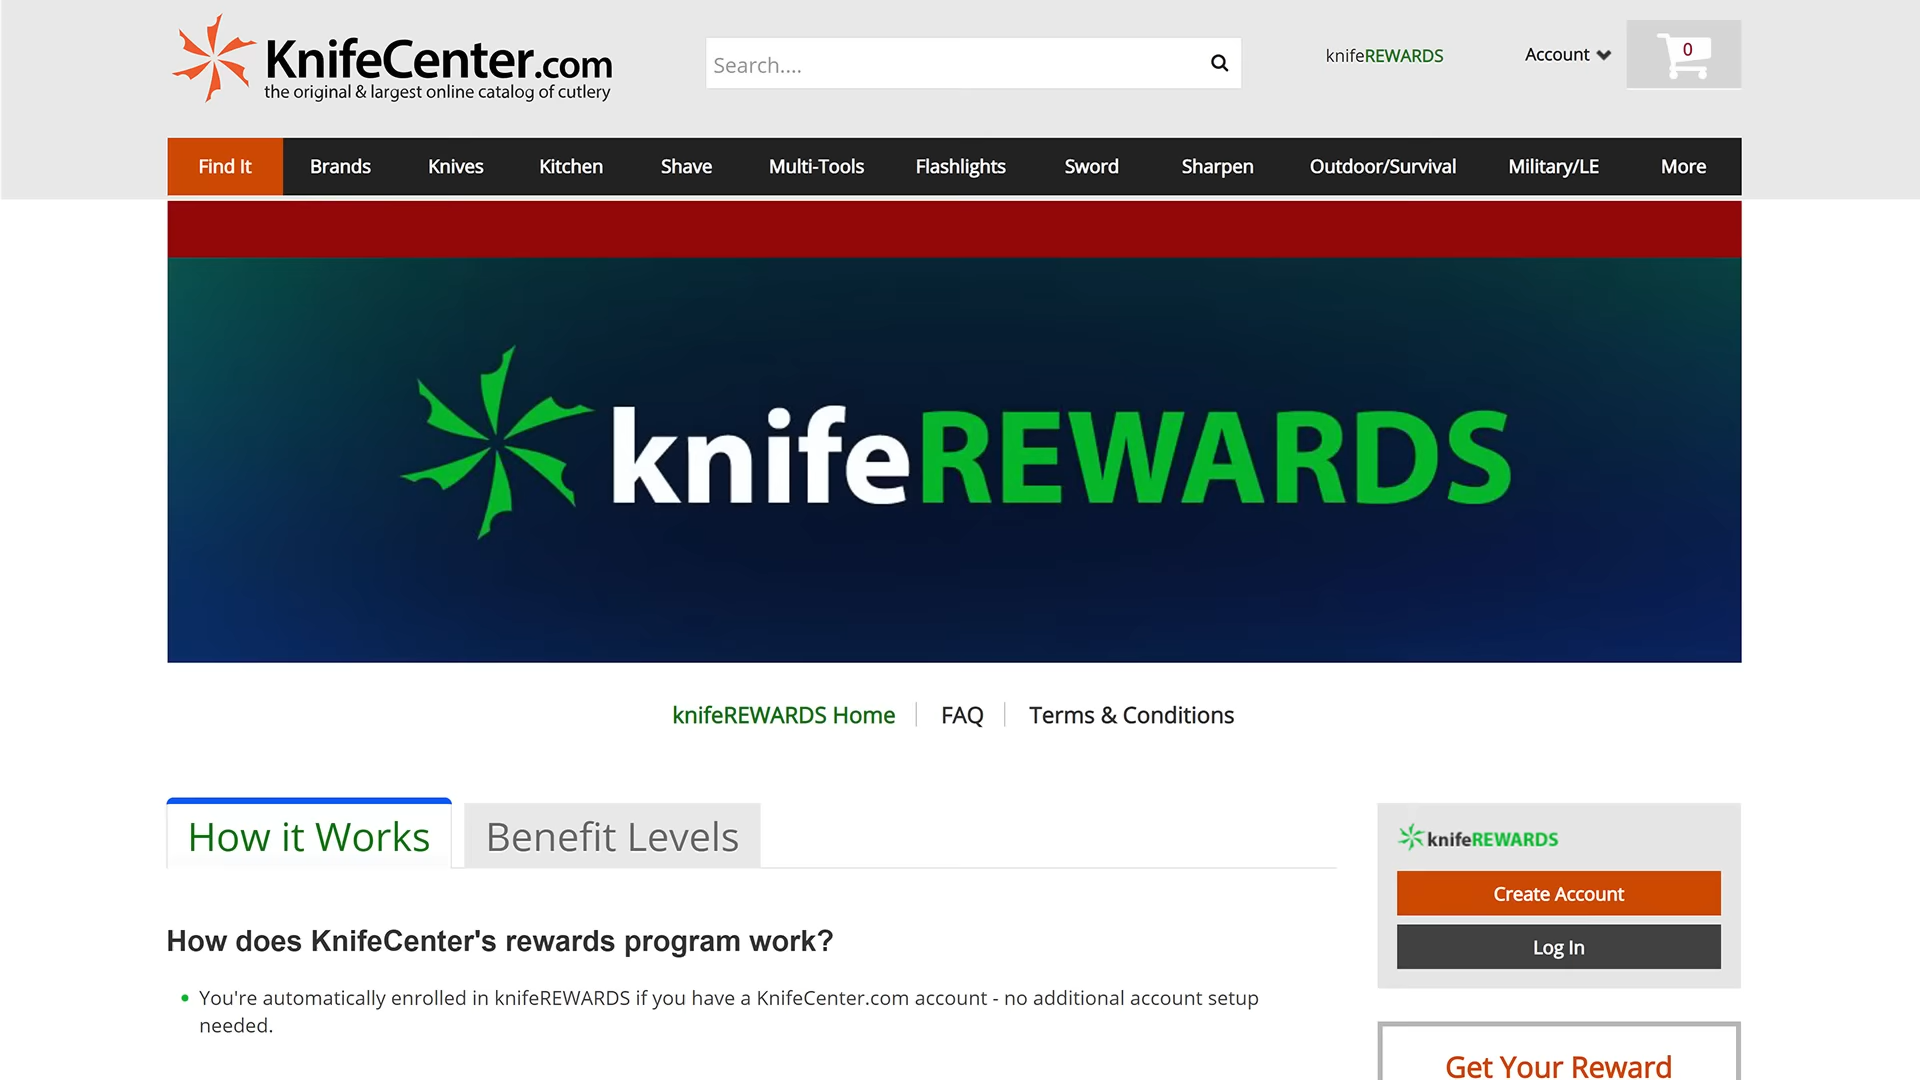 KnifeCenter.com
the original & largest online catalog of cutlery
Search....
knifeREWARDS
Account
0
Find It Brands Knives Kitchen Shave Multi-Tools Flashlights Sword Sharpen Outdoor/Survival Military/LE More
knifeREWARDS
knifeREWARDS Home FAQ Terms & Conditions
How it Works Benefit Levels
How does KnifeCenter's rewards program work?
You're automatically enrolled in knifeREWARDS if you have a KnifeCenter.com account - no additional account setup
needed.
knifeREWARDS
Create Account
Log In
Get Your Reward